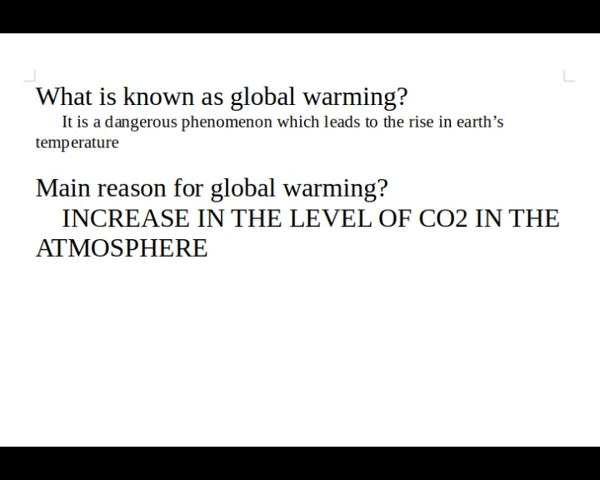 What is known as global warming?
It is a dangerous phenomenon which leads to the rise in earth’s
temperature
Main reason for global warming?
INCREASE IN THE LEVEL OF CO2 IN THE
ATMOSPHERE